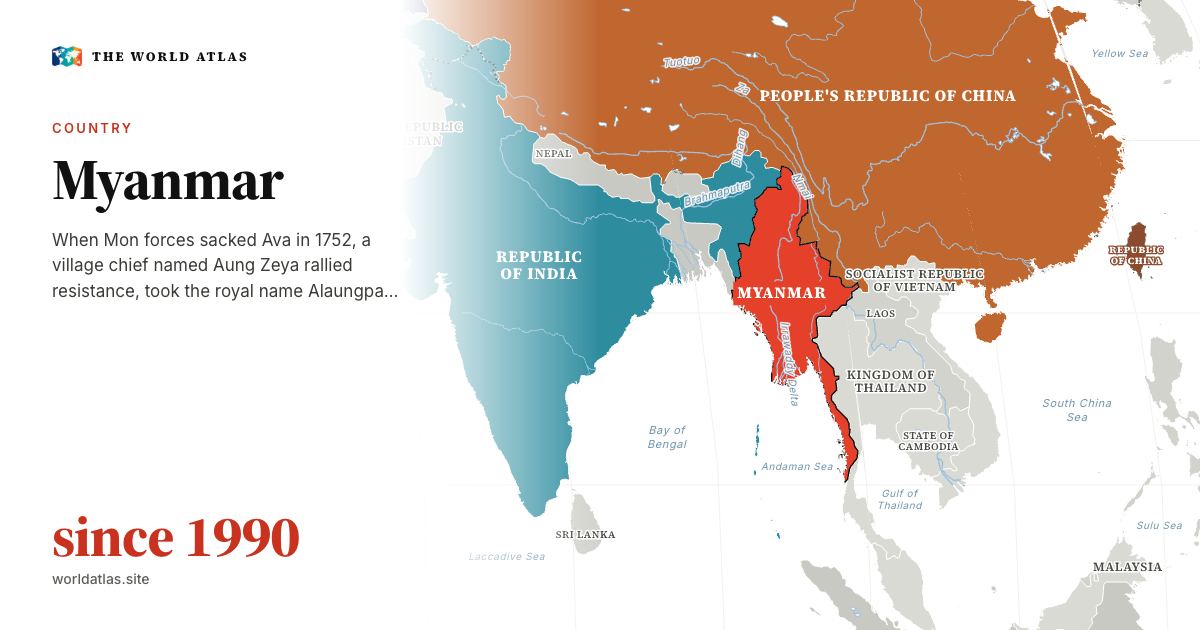 THE WORLD ATLAS
COUNTRY
Myanmar
When Mon forces sacked Ava in 1752, a
village chief named Aung Zeya rallied
resistance, took the royal name Alaungpa...
since 1990
worldatlas.site
Yellow Sea
Tuotuo
Za
PEOPLE'S REPUBLIC OF CHINA
EPUBLIC
STAN
NEPAL
Dihang
Brahmaputra
Nmai
REPUBLIC
OF INDIA
REPUBLIC
OF CHINA
SOCIALIST REPUBLIC
OF VIETNAM
MYANMAR
LAOS
Irrawaddy Delta
KINGDOM OF
THAILAND
South China
Sea
Bay of
Bengal
STATE OF
CAMBODIA
Andaman Sea
Gulf of
Thailand
SRI LANKA
Sulu Sea
Laccadive Sea
MALAYSIA